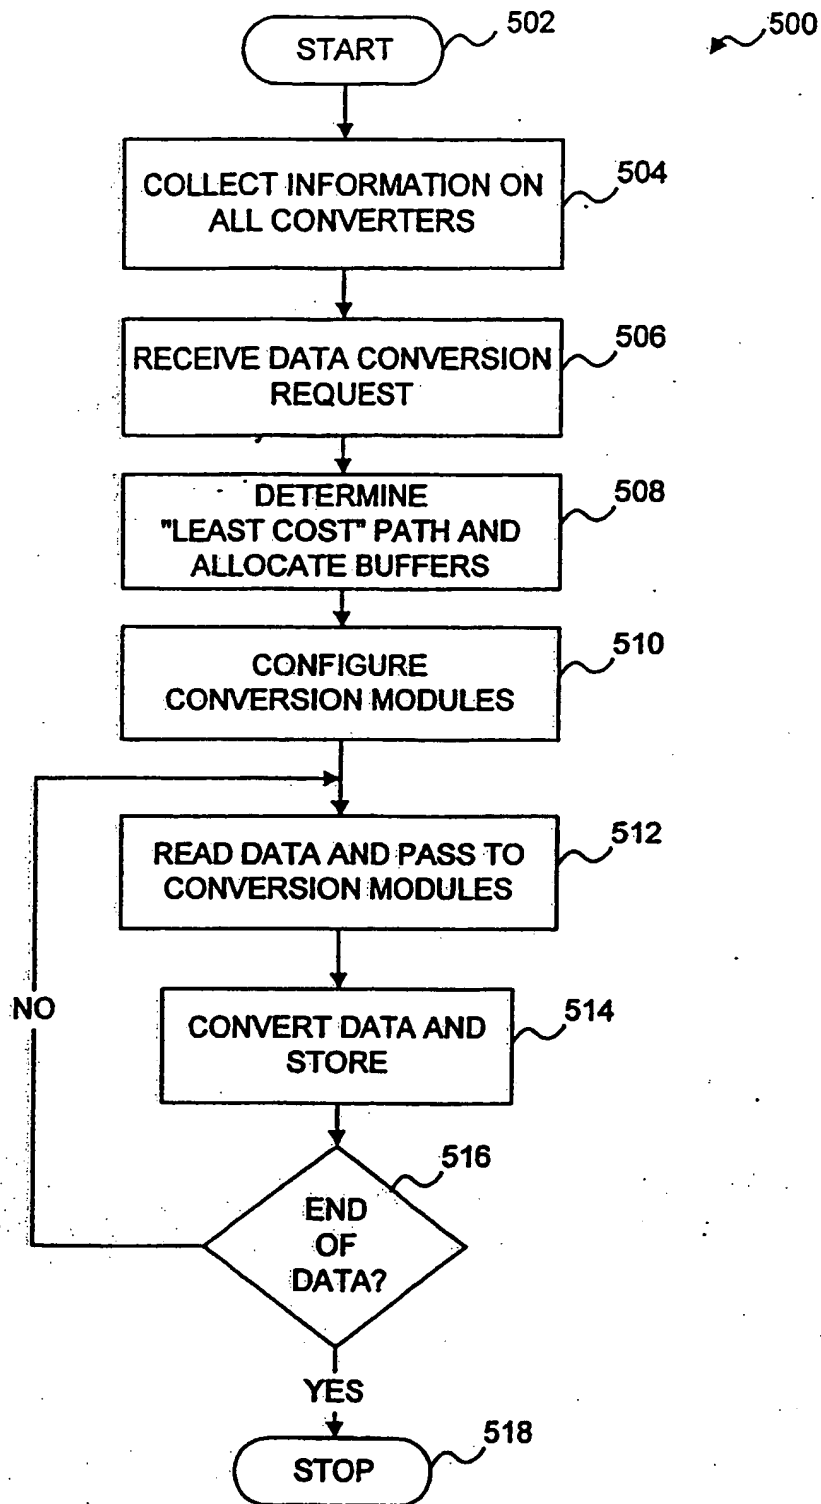 START
502
500
COLLECT INFORMATION ON
ALL CONVERTERS
504
RECEIVE DATA CONVERSION
REQUEST
506
DETERMINE
"LEAST COST" PATH AND
ALLOCATE BUFFERS
508
CONFIGURE
CONVERSION MODULES
510
READ DATA AND PASS TO
CONVERSION MODULES
512
NO
CONVERT DATA AND
STORE
514
END
OF
DATA?
516
YES
STOP
518